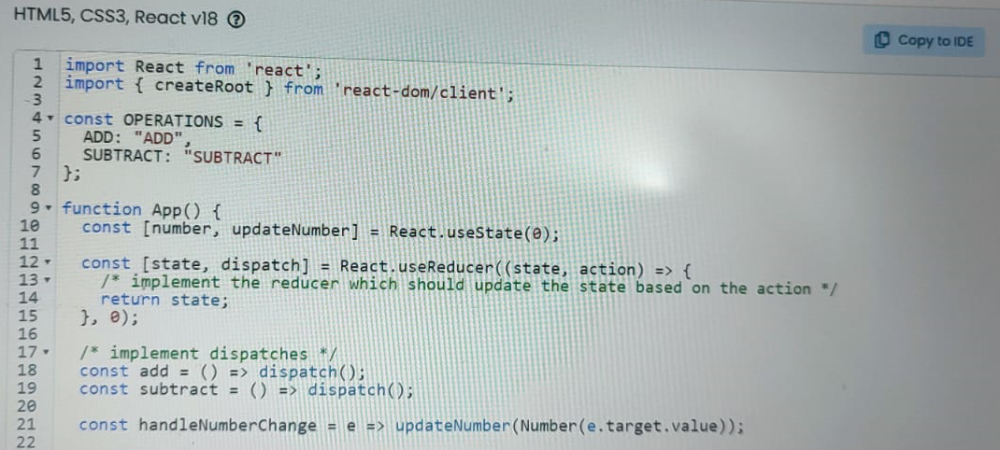 HTML5, CSS3, React v18 ?
Copy to IDE
1 import React from 'react';
2 import { createRoot } from 'react-dom/client';
3
4 const OPERATIONS = {
5 ADD: "ADD",
6 SUBTRACT: "SUBTRACT"
7 };
8
9 function App() {
10 const [number, updateNumber] = React.useState(0);
11
12 const [state, dispatch] = React.useReducer((state, action) => {
13 /* implement the reducer which should update the state based on the action */
14 return state;
15 }, 0);
16
17 /* implement dispatches */
18 const add = () => dispatch();
19 const subtract = () => dispatch();
20
21 const handleNumberChange = e => updateNumber(Number(e.target.value));
22